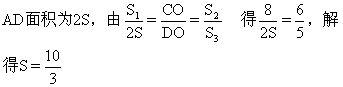 AD面积为2S，由 S₁/2S = CO/DO = S₂/S₃ 得 8/2S = 6/5，解
得S = 10/3